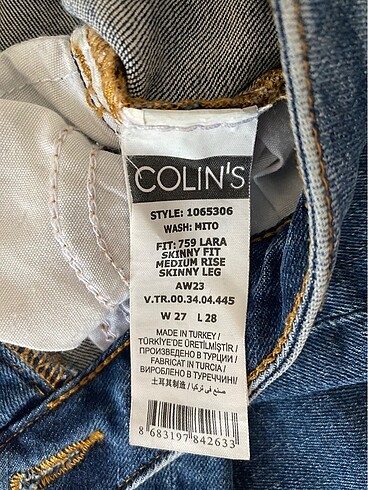 COLIN'S
STYLE: 1065306
WASH: MITO
FIT: 759 LARA
SKINNY FIT
MEDIUM RISE
SKINNY LEG
AW23
V.TR.00.34.04.445
W 27 L 28
MADE IN TURKEY /
TÜRKİYE'DE ÜRETİLMİŞTİR /
ПРОИЗВЕДЕНО В ТУРЦИИ /
FABRICAT IN TURCIA /
ВИРОБЛЕНО В ТУРЕЧЧИНІ/
土耳其制造 / صنع في تركيا /
8 683197 842633